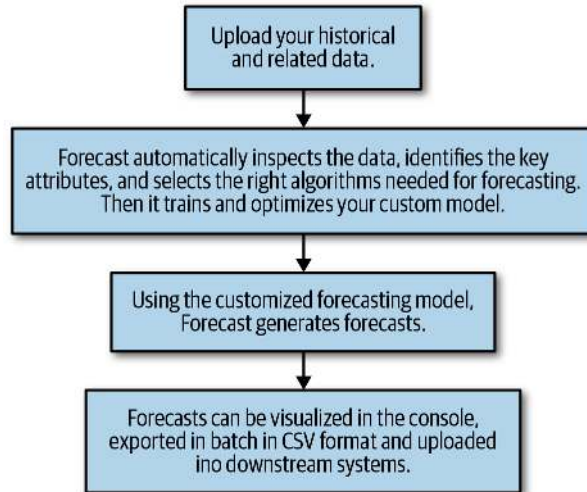 Upload your historical
and related data.
Forecast automatically inspects the data, identifies the key
attributes, and selects the right algorithms needed for forecasting.
Then it trains and optimizes your custom model.
Using the customized forecasting model,
Forecast generates forecasts.
Forecasts can be visualized in the console,
exported in batch in CSV format and uploaded
ino downstream systems.